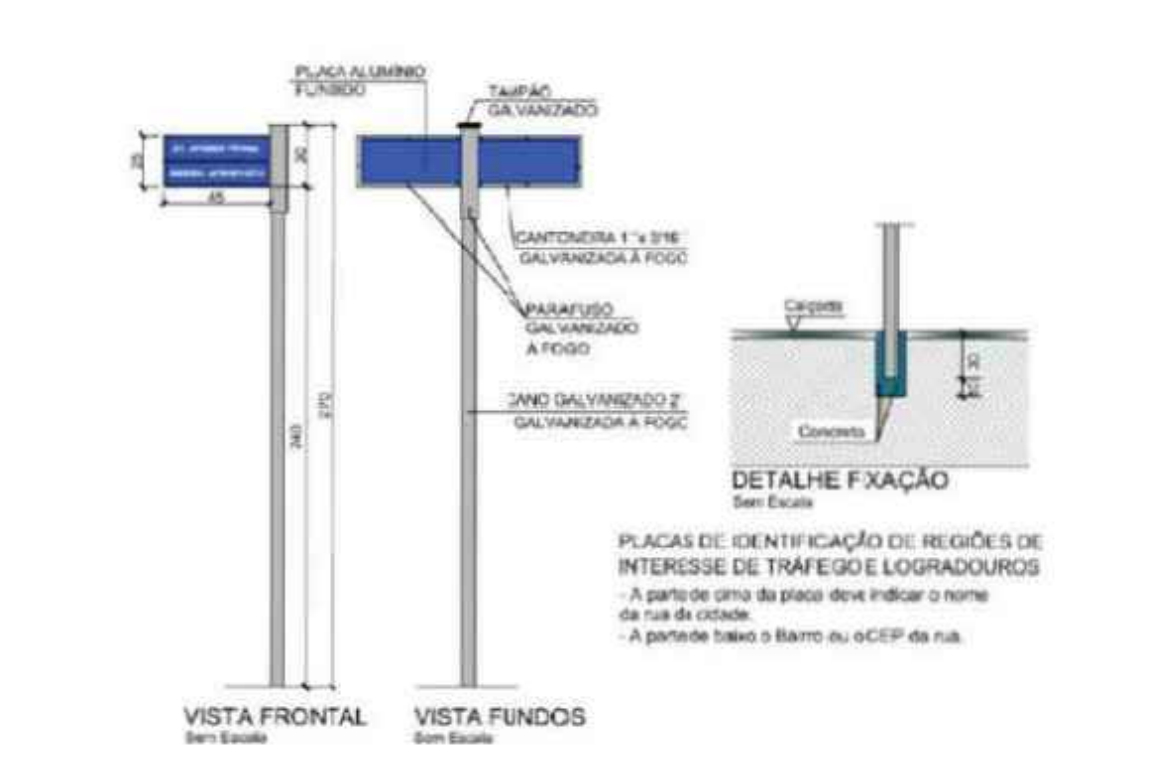 PLACA ALUMÍNIO
FUNDIDO
TAMPÃO
GALVANIZADO
25
45
30
240
270
CANTONEIRA 1" x 3/16"
GALVANIZADA À FOGO
PARAFUSO
GALVANIZADO
À FOGO
CANO GALVANIZADO 2"
GALVANIZADA À FOGO
VISTA FRONTAL
Sem Escala
VISTA FUNDOS
Sem Escala
Calçada
30
Concreto
DETALHE FIXAÇÃO
Sem Escala
PLACAS DE IDENTIFICAÇÃO DE REGIÕES DE
INTERESSE DE TRÁFEGO E LOGRADOUROS
- A parte de cima da placa deve indicar o nome
da rua da cidade.
- A parte de baixo o Bairro ou o CEP da rua.